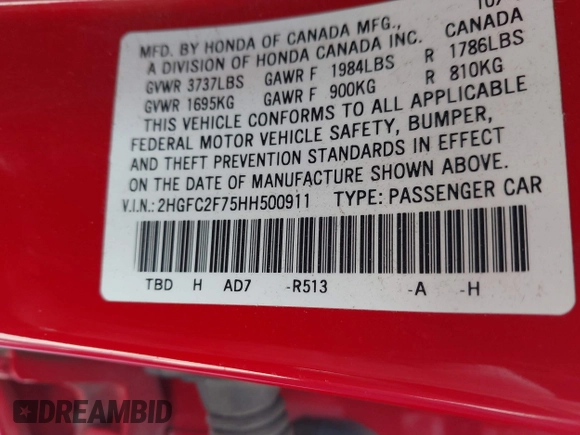 MFD. BY HONDA OF CANADA MFG.,
A DIVISION OF HONDA CANADA INC. CANADA
GVWR 3737LBS GAWR F 1984LBS R 1786LBS
GVWR 1695KG GAWR F 900KG R 810KG
THIS VEHICLE CONFORMS TO ALL APPLICABLE
FEDERAL MOTOR VEHICLE SAFETY, BUMPER,
AND THEFT PREVENTION STANDARDS IN EFFECT
ON THE DATE OF MANUFACTURE SHOWN ABOVE.
V.I.N.: 2HGFC2F75HH500911 TYPE: PASSENGER CAR
TBD H AD7 -R513 -A -H
DREAMBID